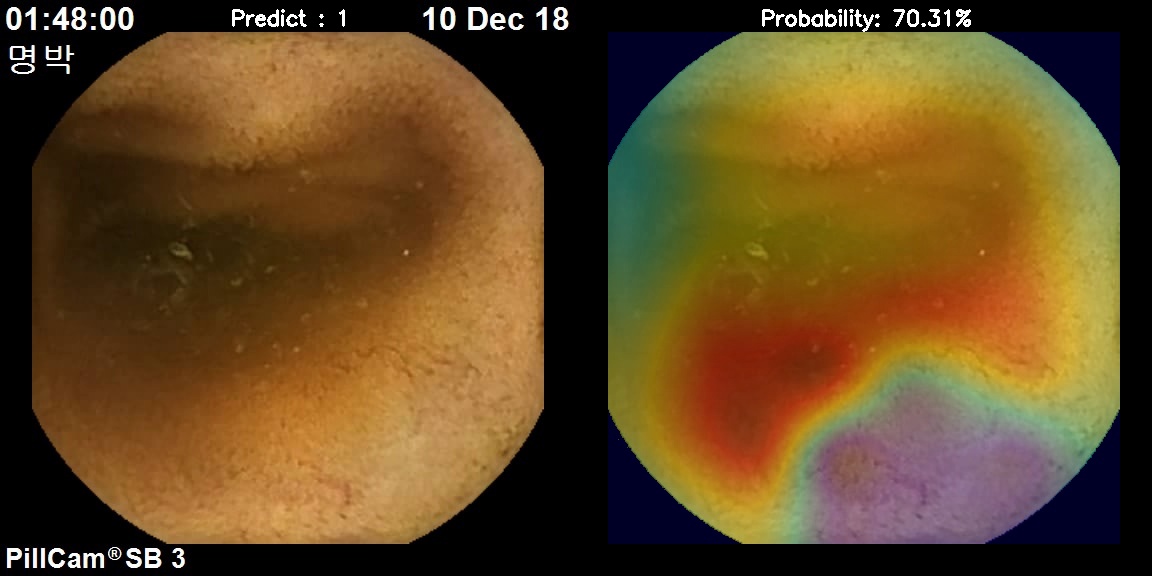 01:48:00
Predict : 1
10 Dec 18
Probability: 70.31%
명 박
PillCam® SB 3